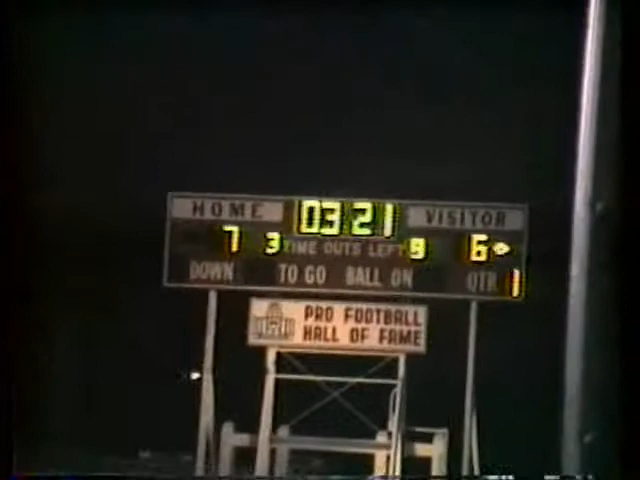 HOME 03:21 VISITOR
7 3 TIME OUTS LEFT 9 6
DOWN TO GO BALL ON QTR 1
PRO FOOTBALL
HALL OF FAME